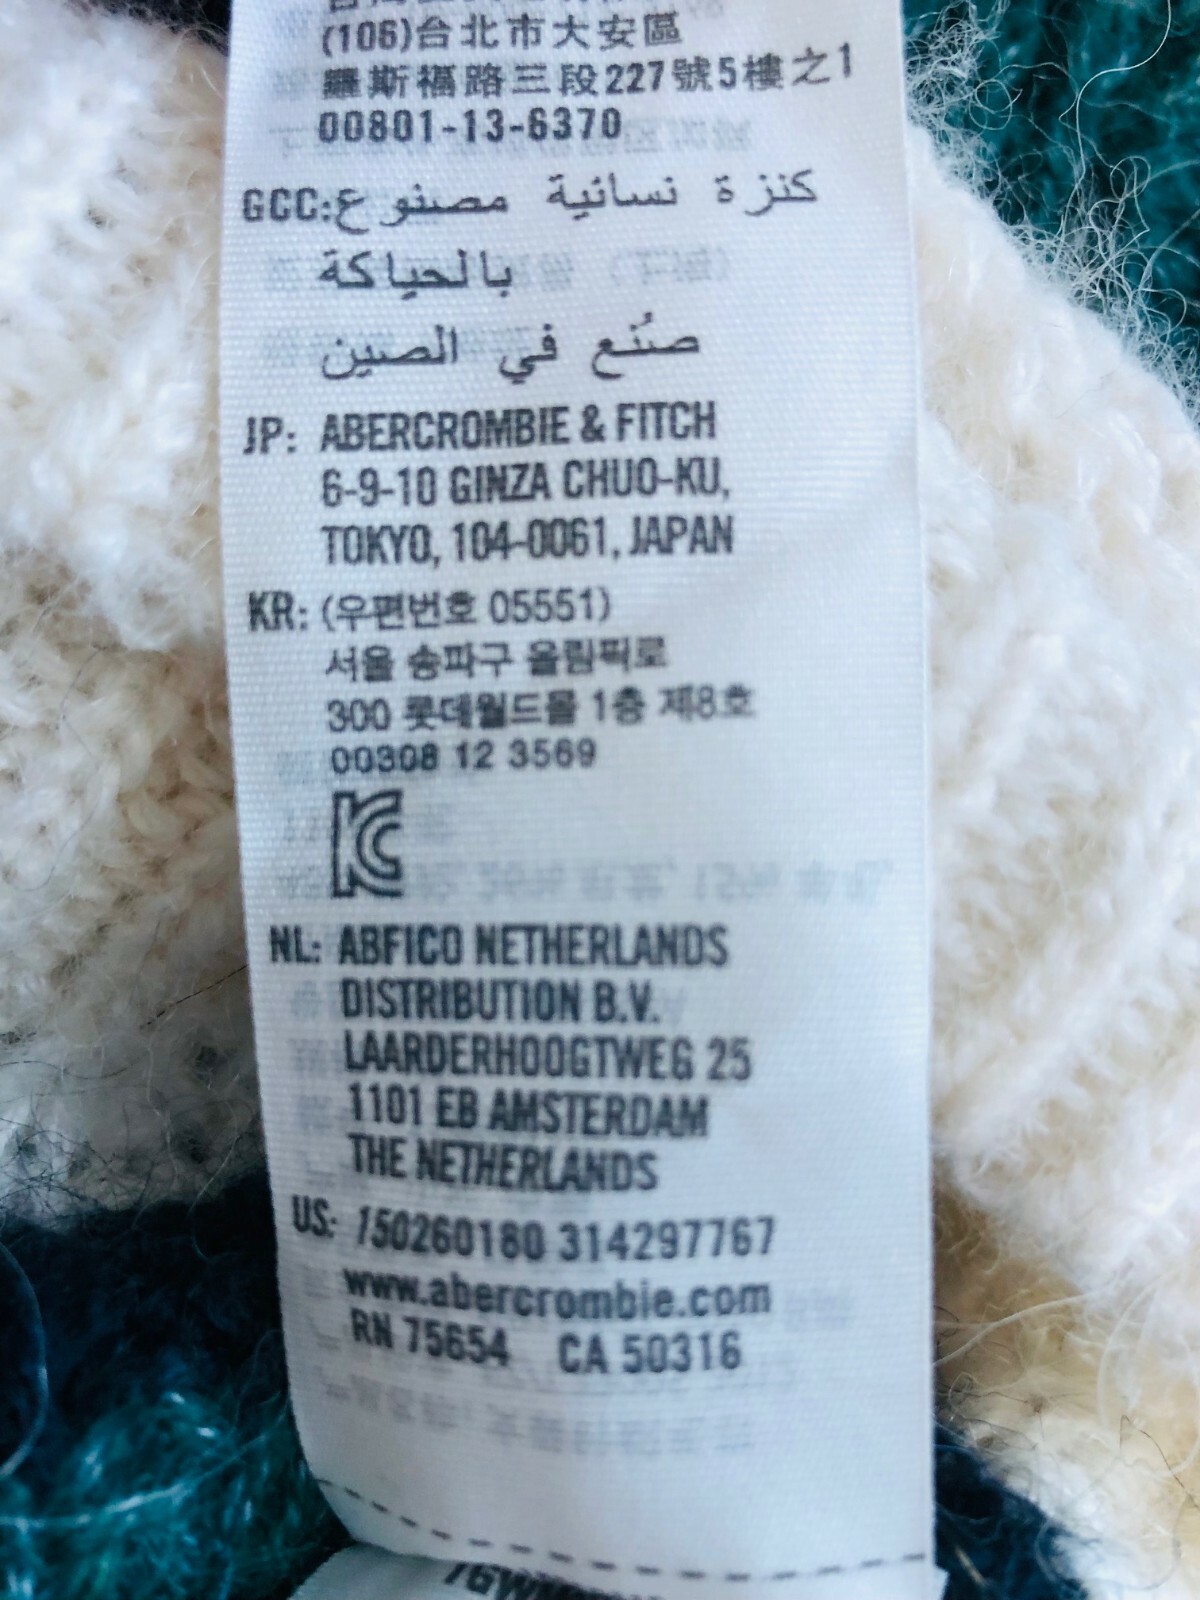 (106)台北市大安區
羅斯福路三段227號5樓之1
00801-13-6370
GCC: كنزة نسائية مصنوع
بالحياكة
صُنع في الصين
JP: ABERCROMBIE & FITCH
6-9-10 GINZA CHUO-KU,
TOKYO, 104-0061, JAPAN
KR: (우편번호 05551)
서울 송파구 올림픽로
300 롯데월드몰 1층 제8호
00308 12 3569
KC
NL: ABFICO NETHERLANDS
DISTRIBUTION B.V.
LAARDERHOOGTWEG 25
1101 EB AMSTERDAM
THE NETHERLANDS
US: 150260180 314297767
www.abercrombie.com
RN 75654 CA 50316